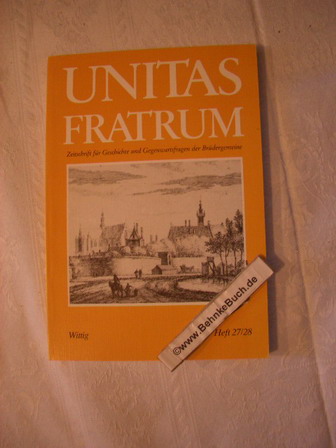 UNITAS
FRATRUM
Zeitschrift für Geschichte und Gegenwartsfragen der Brüdergemeine
©www.BehnkeBuch.de
Wittig Heft 27/28